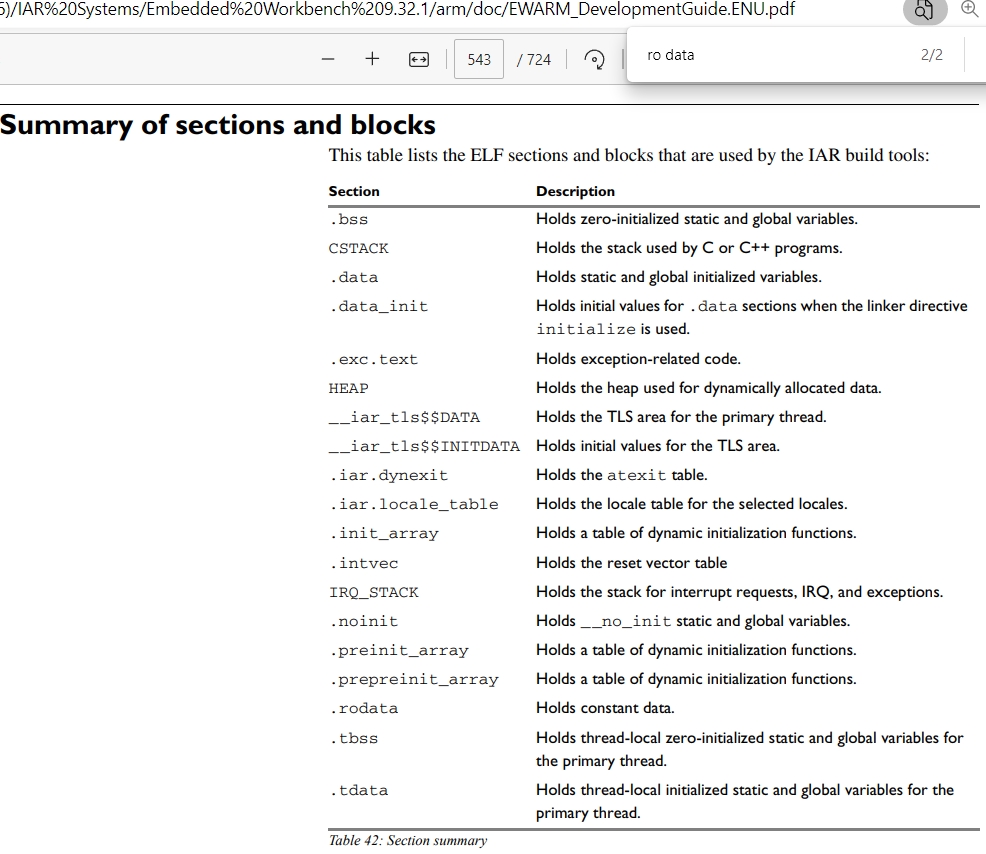 5)/IAR%20Systems/Embedded%20Workbench%209.32.1/arm/doc/EWARM_DevelopmentGuide.ENU.pdf
543 / 724
ro data 2/2
Summary of sections and blocks
This table lists the ELF sections and blocks that are used by the IAR build tools:
Section Description
.bss Holds zero-initialized static and global variables.
CSTACK Holds the stack used by C or C++ programs.
.data Holds static and global initialized variables.
.data_init Holds initial values for .data sections when the linker directive
initialize is used.
.exc.text Holds exception-related code.
HEAP Holds the heap used for dynamically allocated data.
__iar_tls$$DATA Holds the TLS area for the primary thread.
__iar_tls$$INITDATA Holds initial values for the TLS area.
.iar.dynexit Holds the atexit table.
.iar.locale_table Holds the locale table for the selected locales.
.init_array Holds a table of dynamic initialization functions.
.intvec Holds the reset vector table
IRQ_STACK Holds the stack for interrupt requests, IRQ, and exceptions.
.noinit Holds __no_init static and global variables.
.preinit_array Holds a table of dynamic initialization functions.
.prepreinit_array Holds a table of dynamic initialization functions.
.rodata Holds constant data.
.tbss Holds thread-local zero-initialized static and global variables for
the primary thread.
.tdata Holds thread-local initialized static and global variables for the
primary thread.
Table 42: Section summary